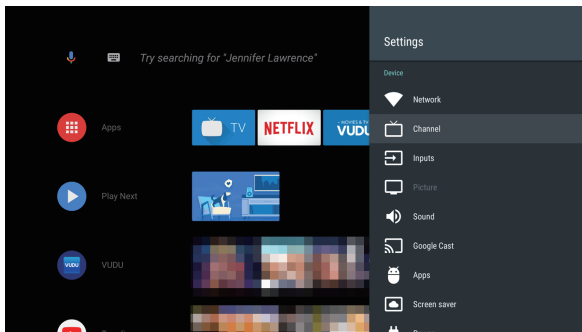 Try searching for "Jennifer Lawrence"
Apps
TV
NETFLIX
MOVIES & TV
VUDU
Play Next
VUDU
VUDU
Settings
Device
Network
Channel
Inputs
Picture
Sound
Google Cast
Apps
Screen saver